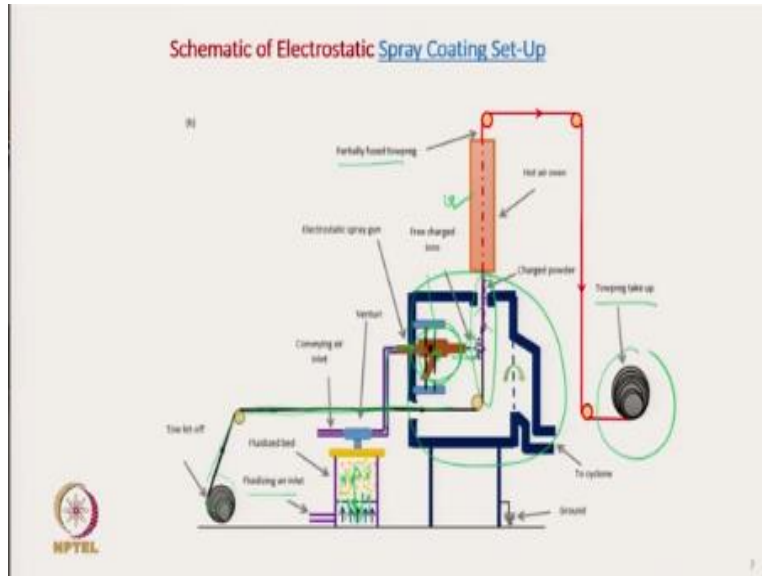 Schematic of Electrostatic Spray Coating Set-Up
(b)
Partially fused towpreg
Hot air oven
Electrostatic spray gun
Free charged
ions
Charged powder
Towpreg take up
Venturi
Conveying air
inlet
Tow let off
Fluidized bed
Fluidizing air inlet
To cyclone
Ground
NPTEL